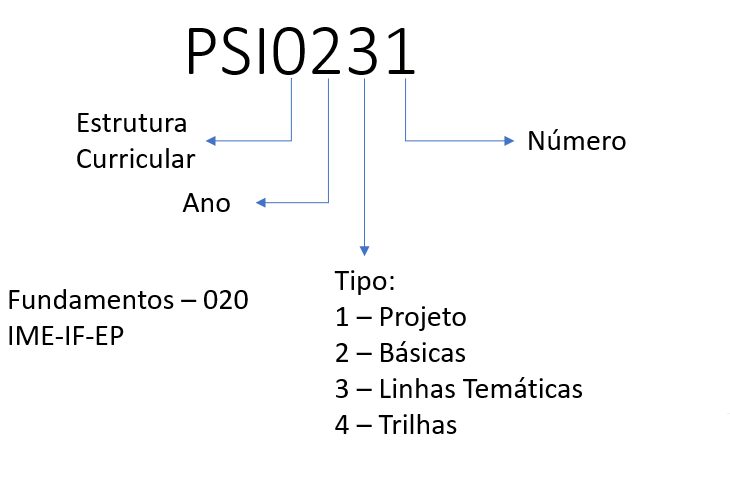 PSI0231
Estrutura
Curricular
Número
Ano
Tipo:
1 – Projeto
2 – Básicas
3 – Linhas Temáticas
4 – Trilhas
Fundamentos – 020
IME-IF-EP